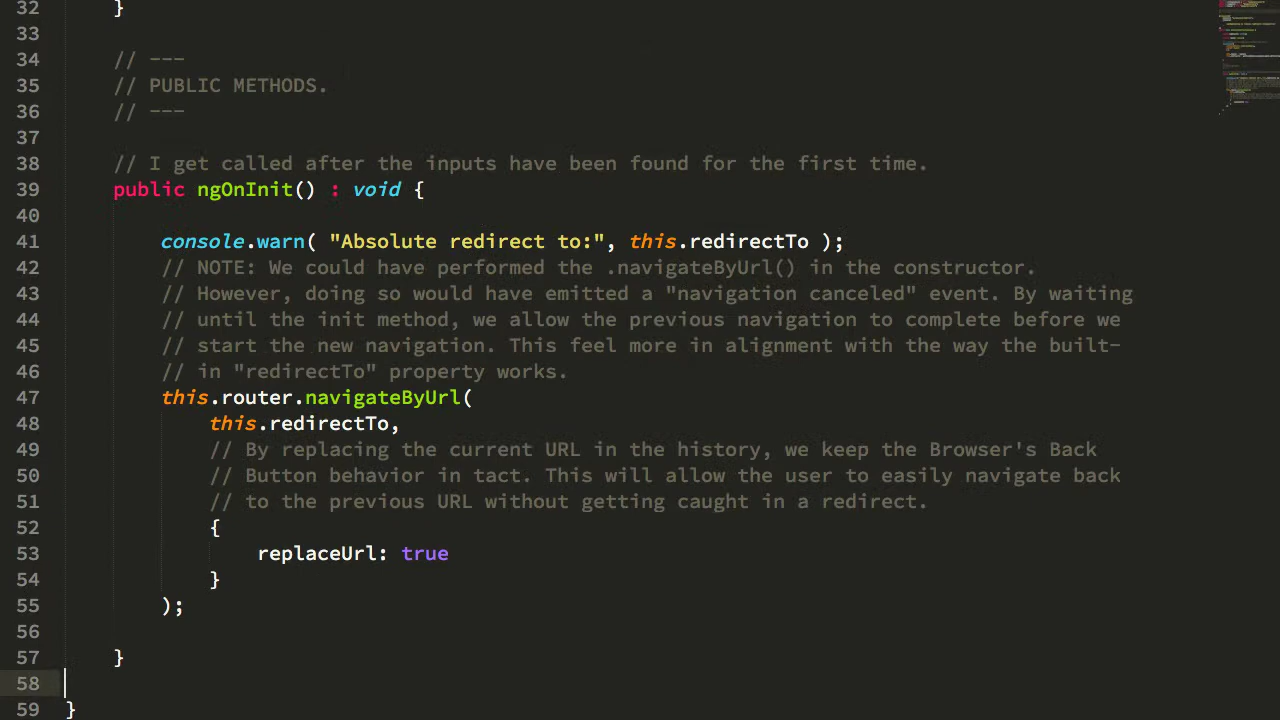 32 }
33
34 // ---
35 // PUBLIC METHODS.
36 // ---
37
38 // I get called after the inputs have been found for the first time.
39 public ngOnInit() : void {
40
41 console.warn( "Absolute redirect to:", this.redirectTo );
42 // NOTE: We could have performed the .navigateByUrl() in the constructor.
43 // However, doing so would have emitted a "navigation canceled" event. By waiting
44 // until the init method, we allow the previous navigation to complete before we
45 // start the new navigation. This feel more in alignment with the way the built-
46 // in "redirectTo" property works.
47 this.router.navigateByUrl(
48 this.redirectTo,
49 // By replacing the current URL in the history, we keep the Browser's Back
50 // Button behavior in tact. This will allow the user to easily navigate back
51 // to the previous URL without getting caught in a redirect.
52 {
53 replaceUrl: true
54 }
55 );
56
57 }
58
59 }